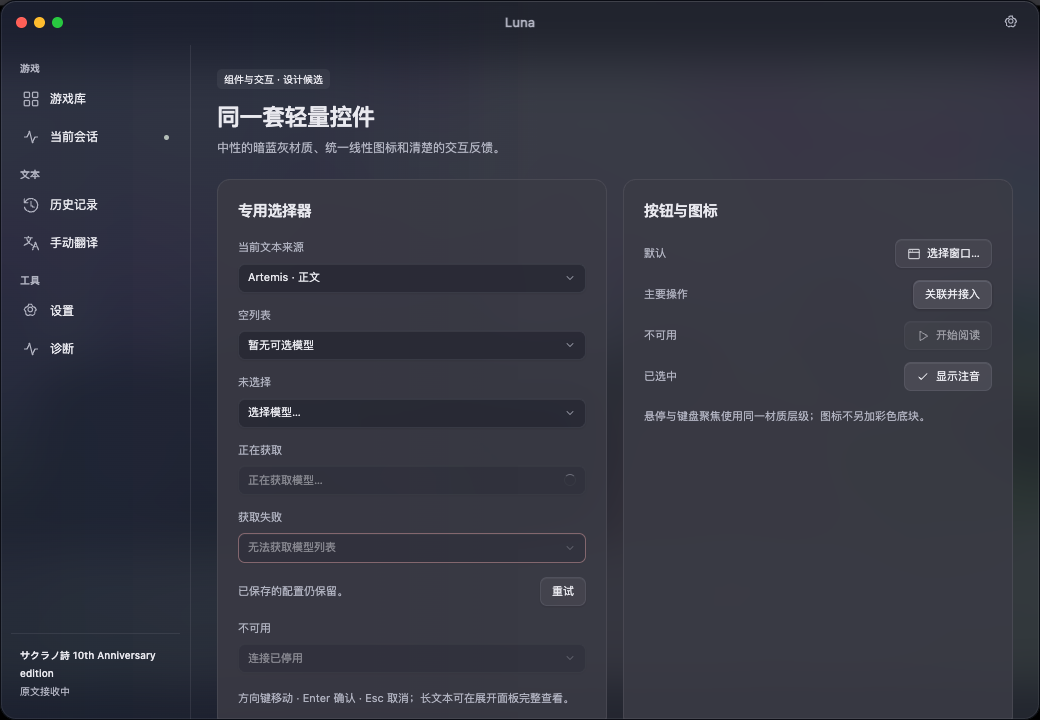 Luna
游戏
游戏库
当前会话
文本
历史记录
手动翻译
工具
设置
诊断
サクラノ詩 10th Anniversary
edition
原文接收中
组件与交互 · 设计候选
同一套轻量控件
中性的暗蓝灰材质、统一线性图标和清楚的交互反馈。
专用选择器
当前文本来源
Artemis · 正文
空列表
暂无可选模型
未选择
选择模型...
正在获取
正在获取模型...
获取失败
无法获取模型列表
已保存的配置仍保留。
重试
不可用
连接已停用
方向键移动 · Enter 确认 · Esc 取消；长文本可在展开面板完整查看。
按钮与图标
默认
选择窗口...
主要操作
关联并接入
不可用
开始阅读
已选中
显示注音
悬停与键盘聚焦使用同一材质层级；图标不另加彩色底块。